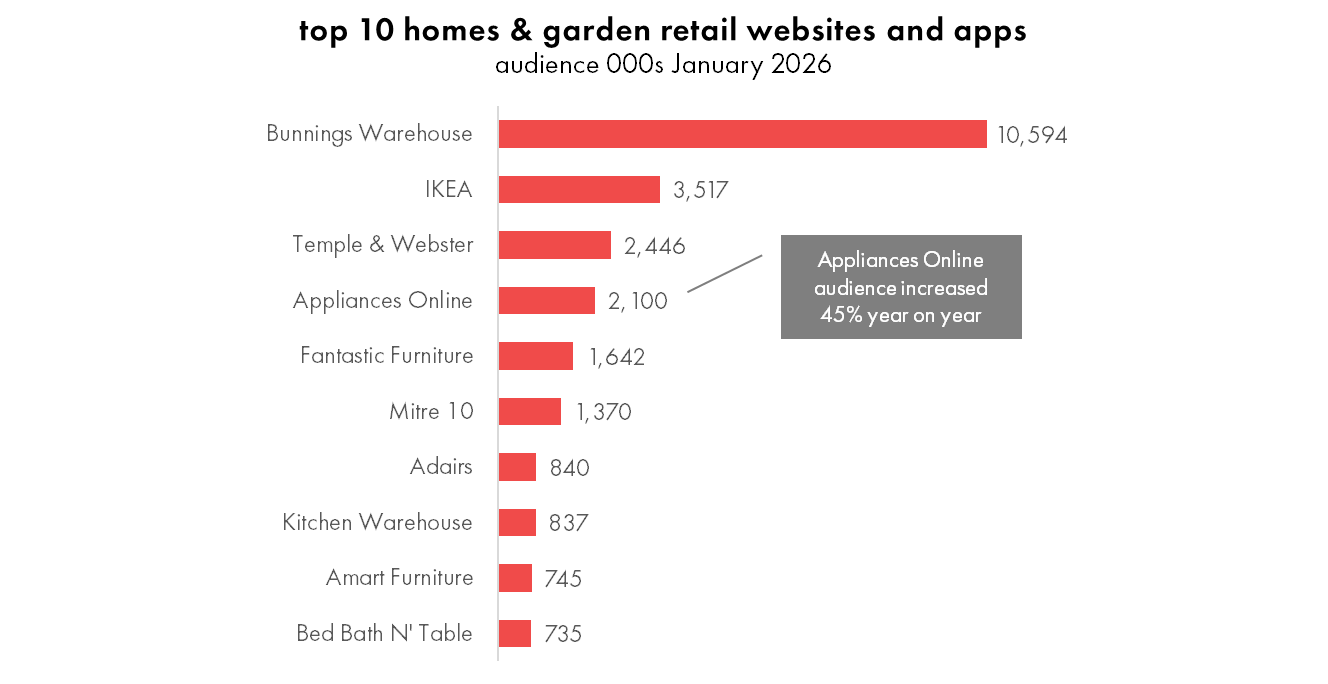 top 10 homes & garden retail websites and apps
audience 000s January 2026
Bunnings Warehouse 10,594
IKEA 3,517
Temple & Webster 2,446
Appliances Online 2,100
Appliances Online
audience increased
45% year on year
Fantastic Furniture 1,642
Mitre 10 1,370
Adairs 840
Kitchen Warehouse 837
Amart Furniture 745
Bed Bath N' Table 735